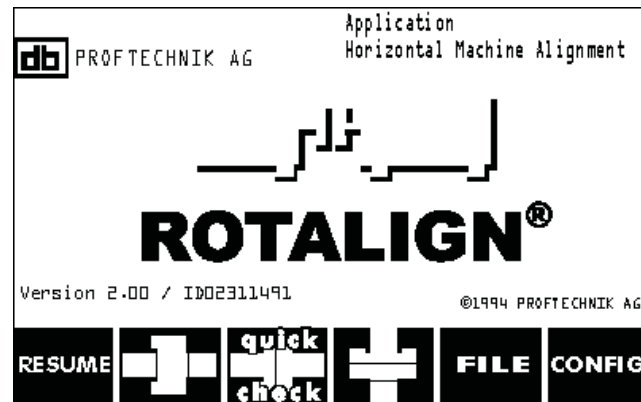 Application
Horizontal Machine Alignment
db PROFTECHNIK AG
ROTALIGN®
Version 2.00 / ID02311491
©1994 PROFTECHNIK AG
RESUME
quick check
FILE
CONFIG